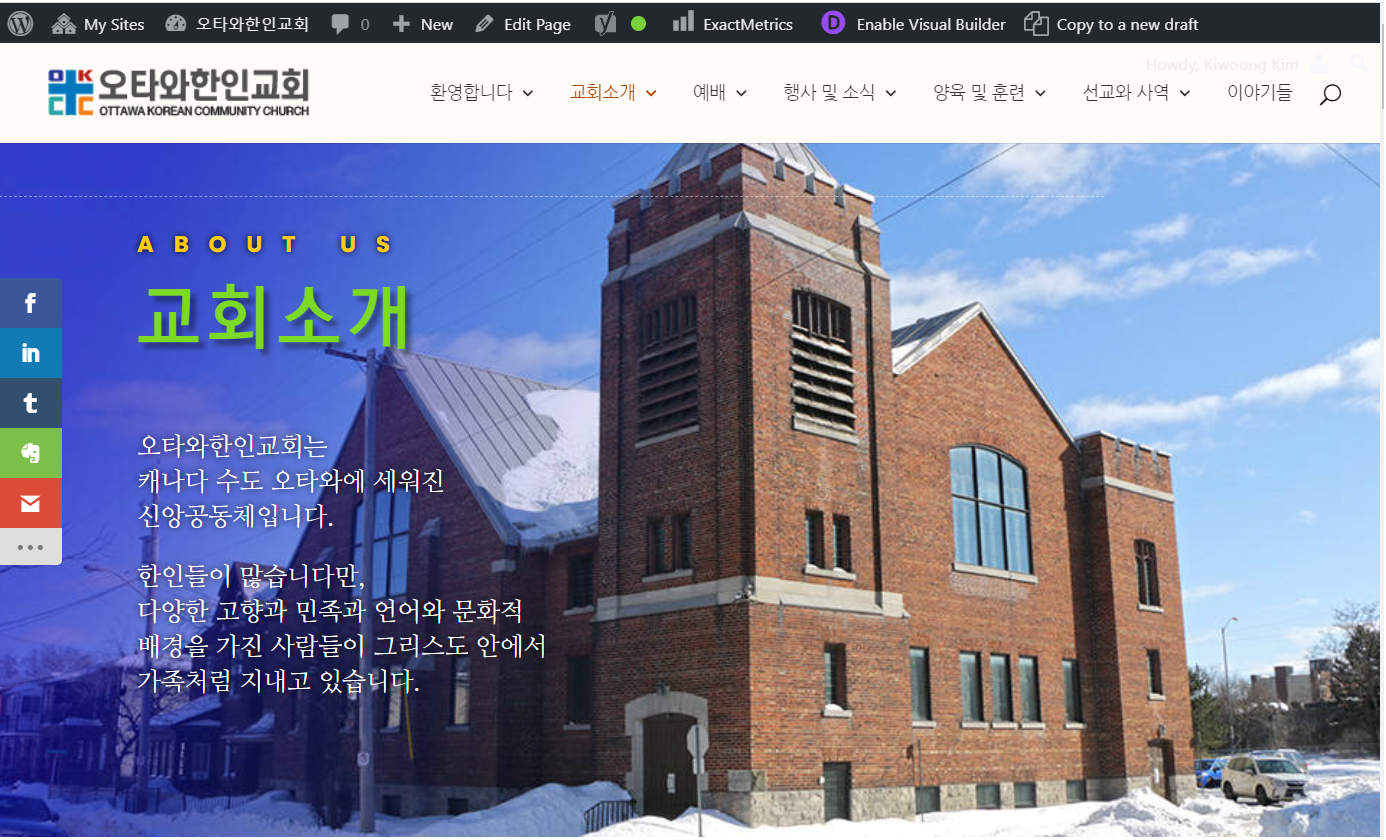 My Sites
오타와한인교회
0
New
Edit Page
ExactMetrics
D
Enable Visual Builder
Copy to a new draft
Howdy, Kiwoong Kim
OKCC
오타와한인교회
OTTAWA KOREAN COMMUNITY CHURCH
환영합니다
교회소개
예배
행사 및 소식
양육 및 훈련
선교와 사역
이야기들
ABOUT US
교회소개
오타와한인교회는
캐나다 수도 오타와에 세워진
신앙공동체입니다.
한인들이 많습니다만,
다양한 고향과 민족과 언어와 문화적
배경을 가진 사람들이 그리스도 안에서
가족처럼 지내고 있습니다.
f
in
t